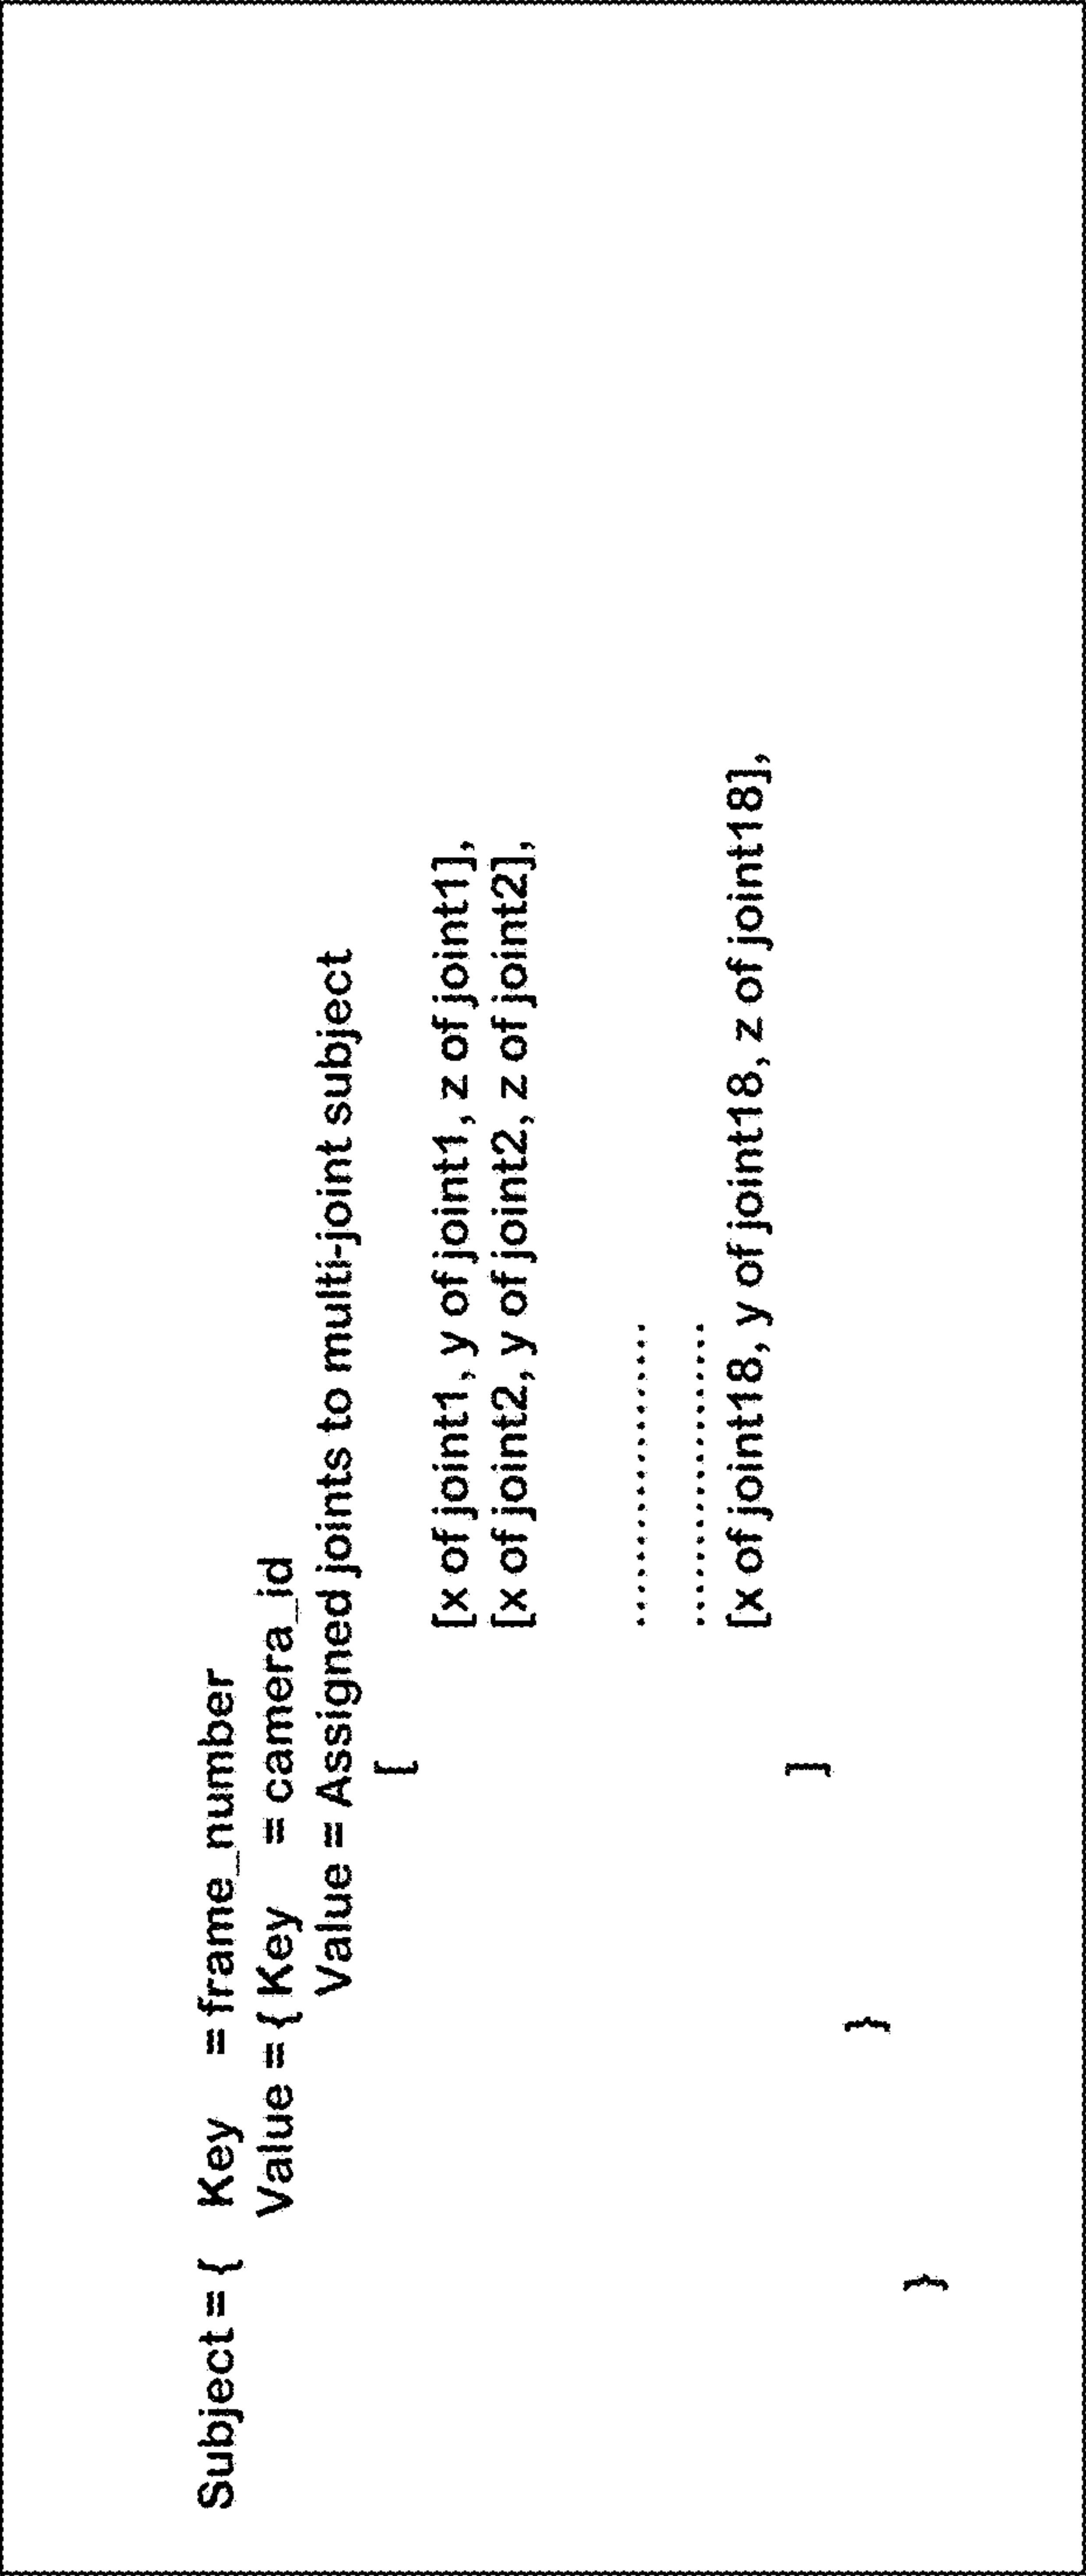 Subject = { Key = frame_number
Value = { Key = camera_id
Value = Assigned joints to multi-joint subject
[
[x of joint1, y of joint1, z of joint1],
[x of joint2, y of joint2, z of joint2],
..................
..................
[x of joint18, y of joint18, z of joint18],
]
}
}